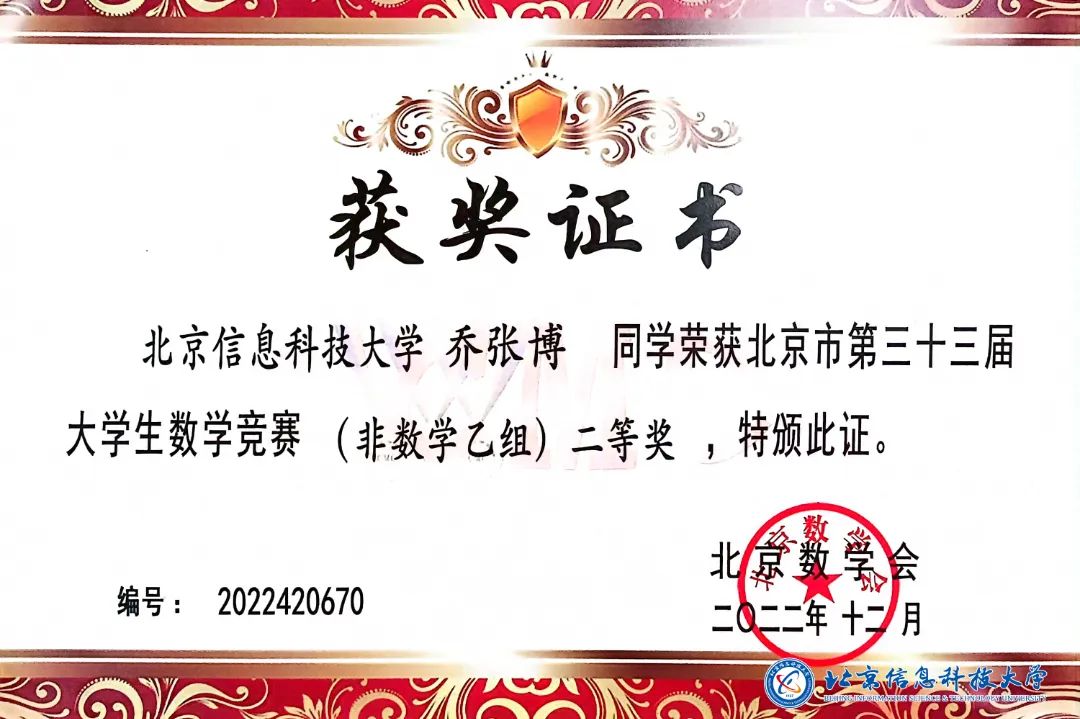 获奖证书
北京信息科技大学 乔张博 同学荣获北京市第三十三届
大学生数学竞赛 （非数学乙组）二等奖 ，特颁此证。
北京数学会
北京数学会
编号： 2022420670
二〇二二年 十二 月
北京信息科技大学
BEIJING INFORMATION SCIENCE & TECHNOLOGY UNIVERSITY